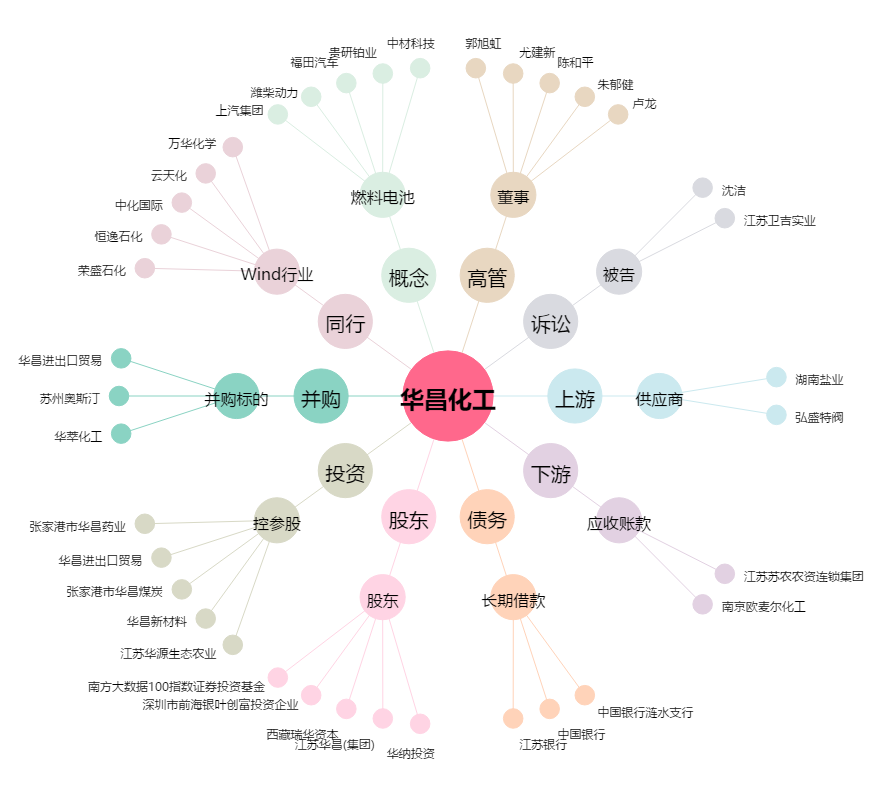 中材科技
郭旭虹
贵研铂业
尤建新
福田汽车
陈和平
潍柴动力
朱郁健
上汽集团
卢龙
万华化学
云天化
燃料电池
董事
沈洁
中化国际
江苏卫吉实业
恒逸石化
荣盛石化
Wind行业
概念
高管
被告
同行
诉讼
华昌进出口贸易
苏州奥斯汀
并购标的
并购
华昌化工
上游
供应商
湖南盐业
弘盛特阀
华萃化工
投资
下游
张家港市华昌药业
控参股
股东
债务
应收账款
华昌进出口贸易
江苏苏农农资连锁集团
张家港市华昌煤炭
股东
长期借款
南京欧麦尔化工
华昌新材料
江苏华源生态农业
南方大数据100指数证券投资基金
深圳市前海银叶创富投资企业
中国银行涟水支行
西藏瑞华资本
中国银行
江苏华昌(集团)
江苏银行
华纳投资